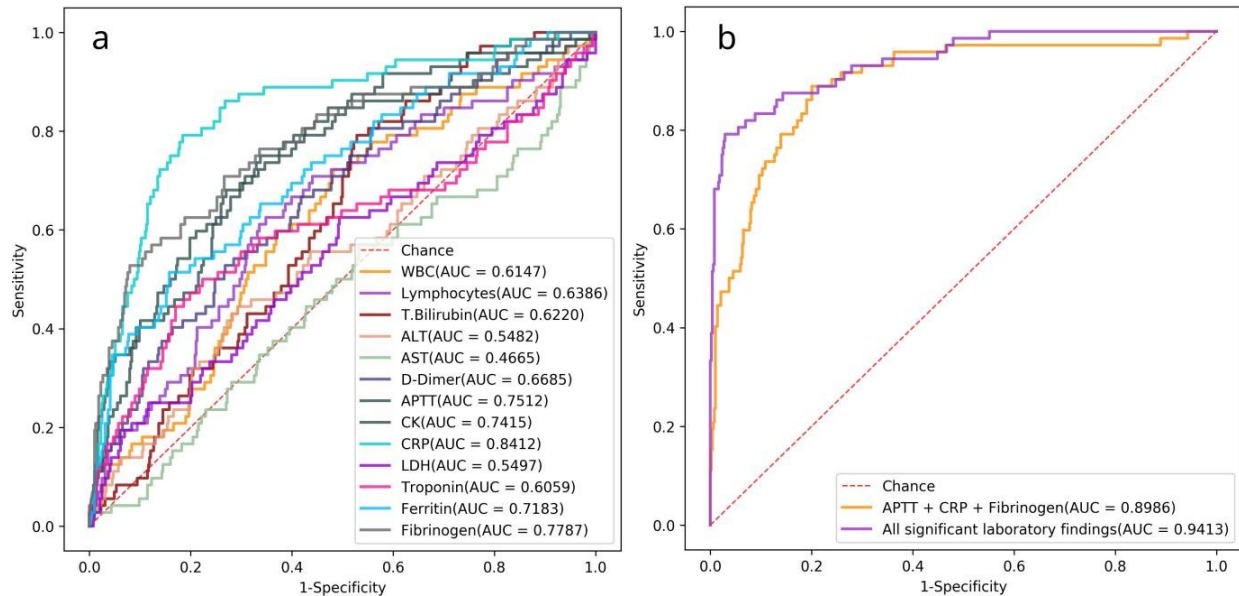 a
1.0
0.8
0.6
0.4
0.2
0.0
Sensitivity
0.0 0.2 0.4 0.6 0.8 1.0
1-Specificity
Chance
WBC(AUC = 0.6147)
Lymphocytes(AUC = 0.6386)
T.Bilirubin(AUC = 0.6220)
ALT(AUC = 0.5482)
AST(AUC = 0.4665)
D-Dimer(AUC = 0.6685)
APTT(AUC = 0.7512)
CK(AUC = 0.7415)
CRP(AUC = 0.8412)
LDH(AUC = 0.5497)
Troponin(AUC = 0.6059)
Ferritin(AUC = 0.7183)
Fibrinogen(AUC = 0.7787)
b
1.0
0.8
0.6
0.4
0.2
0.0
Sensitivity
0.0 0.2 0.4 0.6 0.8 1.0
1-Specificity
Chance
APTT + CRP + Fibrinogen(AUC = 0.8986)
All significant laboratory findings(AUC = 0.9413)